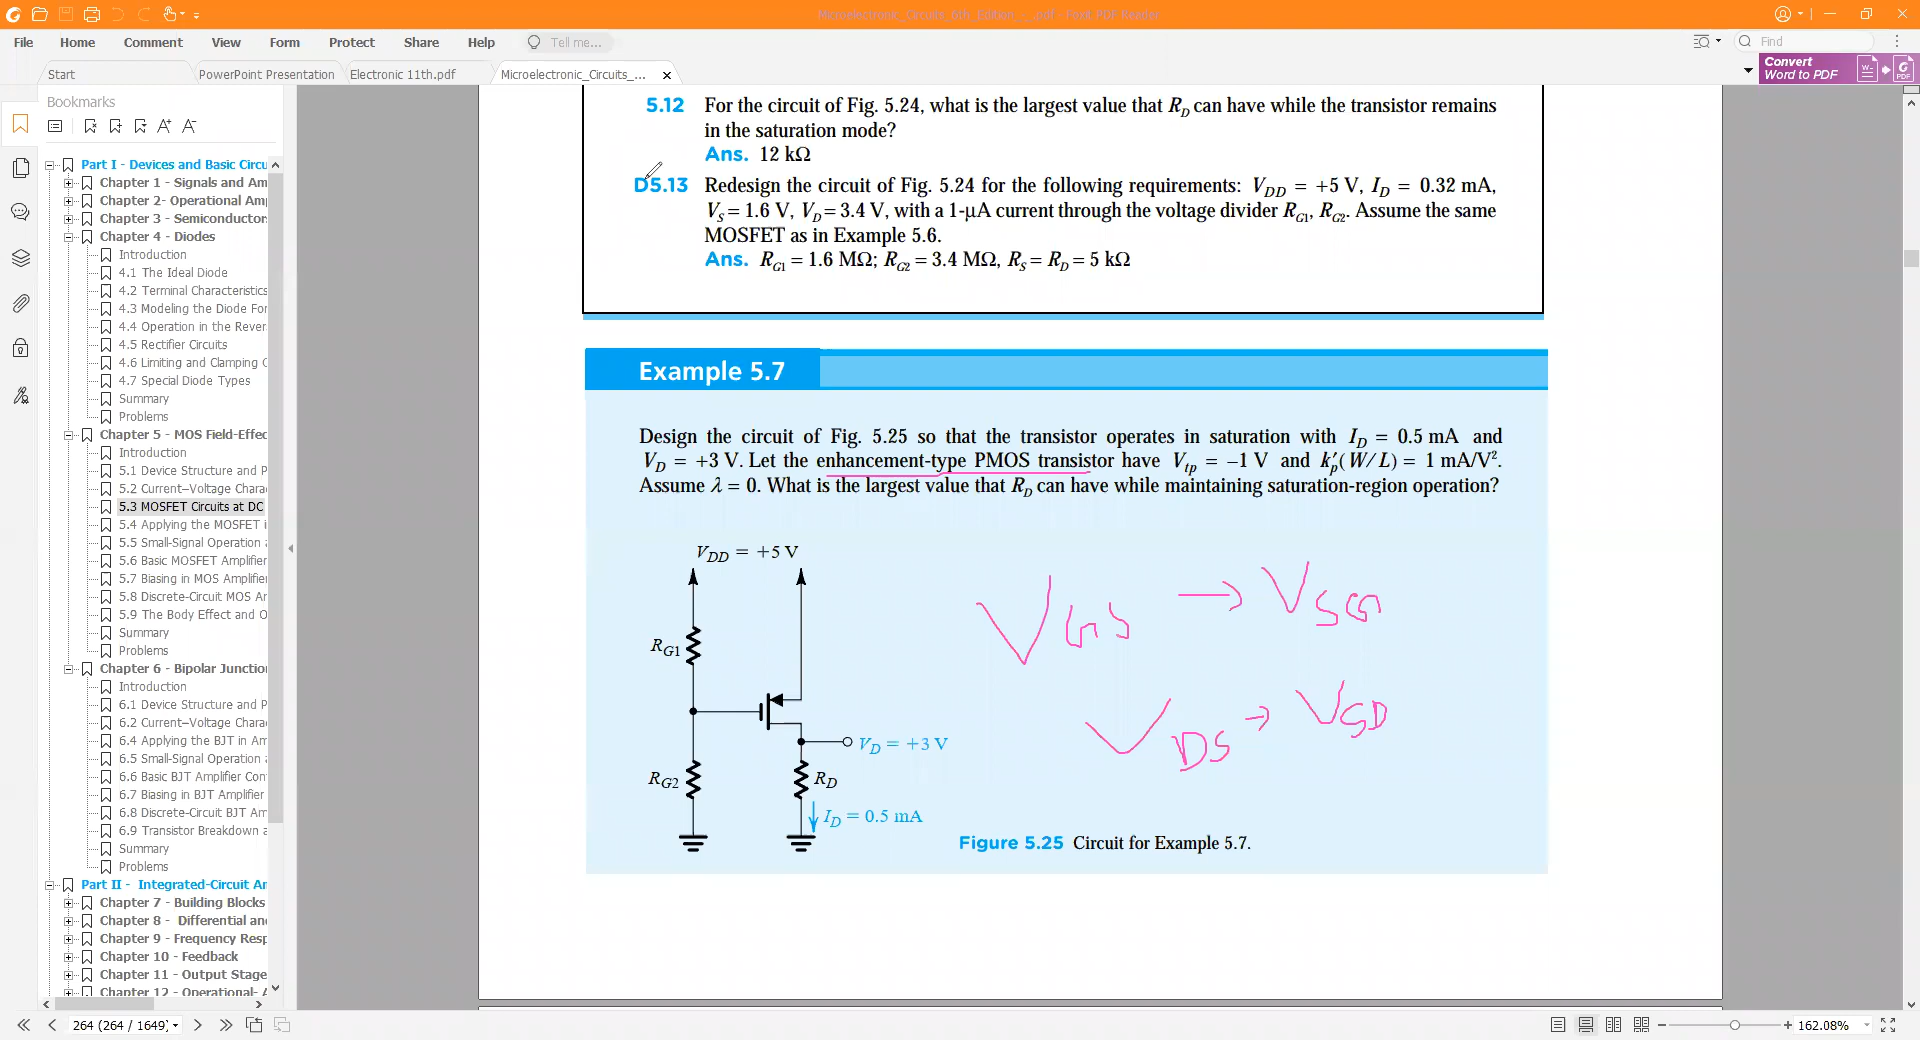 Microelectronic_Circuits_6th_Edition_-_...pdf - Foxit PDF Reader
File Home Comment View Form Protect Share Help Tell me... Find
Start PowerPoint Presentation Electronic 11th.pdf Microelectronic_Circuits_...
Convert
Word to PDF
Bookmarks
Part I - Devices and Basic Circu
Chapter 1 - Signals and Am
Chapter 2- Operational Amp
Chapter 3 - Semiconductors
Chapter 4 - Diodes
Introduction
4.1 The Ideal Diode
4.2 Terminal Characteristics
4.3 Modeling the Diode For
4.4 Operation in the Rever
4.5 Rectifier Circuits
4.6 Limiting and Clamping C
4.7 Special Diode Types
Summary
Problems
Chapter 5 - MOS Field-Effec
Introduction
5.1 Device Structure and P
5.2 Current–Voltage Chara
5.3 MOSFET Circuits at DC
5.4 Applying the MOSFET i
5.5 Small-Signal Operation a
5.6 Basic MOSFET Amplifier
5.7 Biasing in MOS Amplifie
5.8 Discrete-Circuit MOS Ar
5.9 The Body Effect and O
Summary
Problems
Chapter 6 - Bipolar Junctio
Introduction
6.1 Device Structure and P
6.2 Current–Voltage Chara
6.4 Applying the BJT in Am
6.5 Small-Signal Operation a
6.6 Basic BJT Amplifier Con
6.7 Biasing in BJT Amplifier
6.8 Discrete-Circuit BJT Am
6.9 Transistor Breakdown a
Summary
Problems
Part II - Integrated-Circuit Ar
Chapter 7 - Building Blocks
Chapter 8 - Differential and
Chapter 9 - Frequency Resp
Chapter 10 - Feedback
Chapter 11 - Output Stage
Chapter 12 - Operational- A
5.12 For the circuit of Fig. 5.24, what is the largest value that R_D can have while the transistor remains
in the saturation mode?
Ans. 12 kΩ
D5.13 Redesign the circuit of Fig. 5.24 for the following requirements: V_DD = +5 V, I_D = 0.32 mA,
V_S = 1.6 V, V_D = 3.4 V, with a 1-μA current through the voltage divider R_G1, R_G2. Assume the same
MOSFET as in Example 5.6.
Ans. R_G1 = 1.6 MΩ; R_G2 = 3.4 MΩ, R_S = R_D = 5 kΩ
Example 5.7
Design the circuit of Fig. 5.25 so that the transistor operates in saturation with I_D = 0.5 mA and
V_D = +3 V. Let the enhancement-type PMOS transistor have V_tp = −1 V and k′_p(W/L) = 1 mA/V².
Assume λ = 0. What is the largest value that R_D can have while maintaining saturation-region operation?
V_DD = +5 V
V_GS → V_SG
R_G1
V_DS → V_SD
V_D = +3 V
R_G2 R_D
I_D = 0.5 mA
Figure 5.25 Circuit for Example 5.7.
264 (264 / 1649)
162.08%